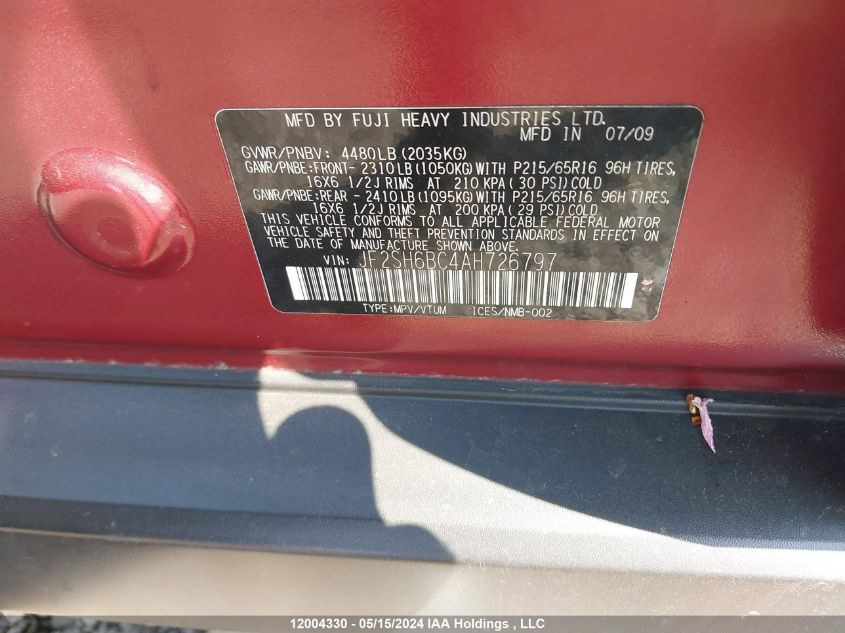 MFD BY FUJI HEAVY INDUSTRIES LTD.
MFD IN 07/09
GVWR/PNBV: 4480LB (2035KG)
GAWR/PNBE:FRONT- 2310LB (1050KG) WITH P215/65R16 96H TIRES,
16X6 1/2J RIMS AT 210 KPA ( 30 PSI) COLD
GAWR/PNBE:REAR - 2410 LB (1095KG) WITH P215/65R16 96H TIRES,
16X6 1/2J RIMS AT 200 KPA ( 29 PSI) COLD
THIS VEHICLE CONFORMS TO ALL APPLICABLE FEDERAL MOTOR
VEHICLE SAFETY AND THEFT PREVENTION STANDARDS IN EFFECT ON
THE DATE OF MANUFACTURE SHOWN ABOVE.
VIN: JF2SH6BC4AH726797
TYPE:MPV/VTUM ICES/NMB-002
12004330 - 05/15/2024 IAA Holdings , LLC